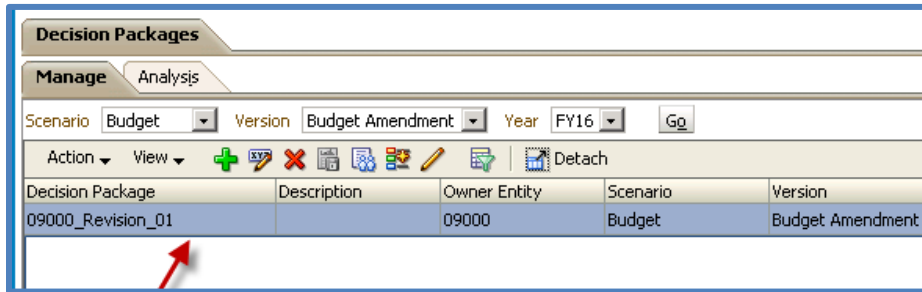 Decision Packages
Manage Analysis
Scenario Budget Version Budget Amendment Year FY16 Go
Action View Detach
Decision Package Description Owner Entity Scenario Version
09000_Revision_01 09000 Budget Budget Amendment